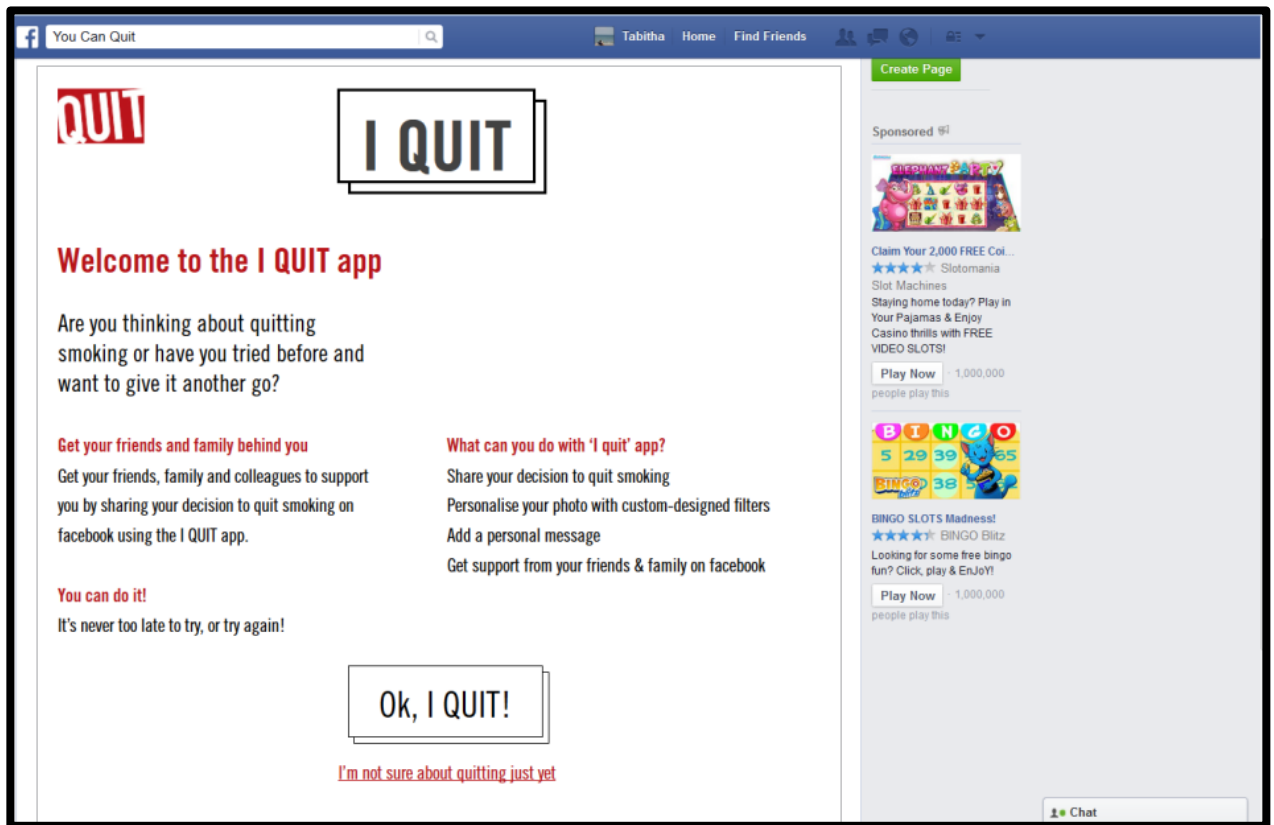 You Can Quit
Tabitha Home Find Friends
QUIT
I QUIT
Welcome to the I QUIT app
Are you thinking about quitting
smoking or have you tried before and
want to give it another go?
Get your friends and family behind you
Get your friends, family and colleagues to support
you by sharing your decision to quit smoking on
facebook using the I QUIT app.
You can do it!
It's never too late to try, or try again!
What can you do with ‘I quit’ app?
Share your decision to quit smoking
Personalise your photo with custom-designed filters
Add a personal message
Get support from your friends & family on facebook
Ok, I QUIT!
I'm not sure about quitting just yet
Create Page
Sponsored
ELEPHANT PARTY
Claim Your 2,000 FREE Coi...
Slotomania
Slot Machines
Staying home today? Play in
Your Pajamas & Enjoy
Casino thrills with FREE
VIDEO SLOTS!
Play Now · 1,000,000
people play this
BINGO
5 29 39 65
BINGO Blitz 38 5
BINGO SLOTS Madness!
BINGO Blitz
Looking for some free bingo
fun? Click, play & EnJoY!
Play Now · 1,000,000
people play this
Chat